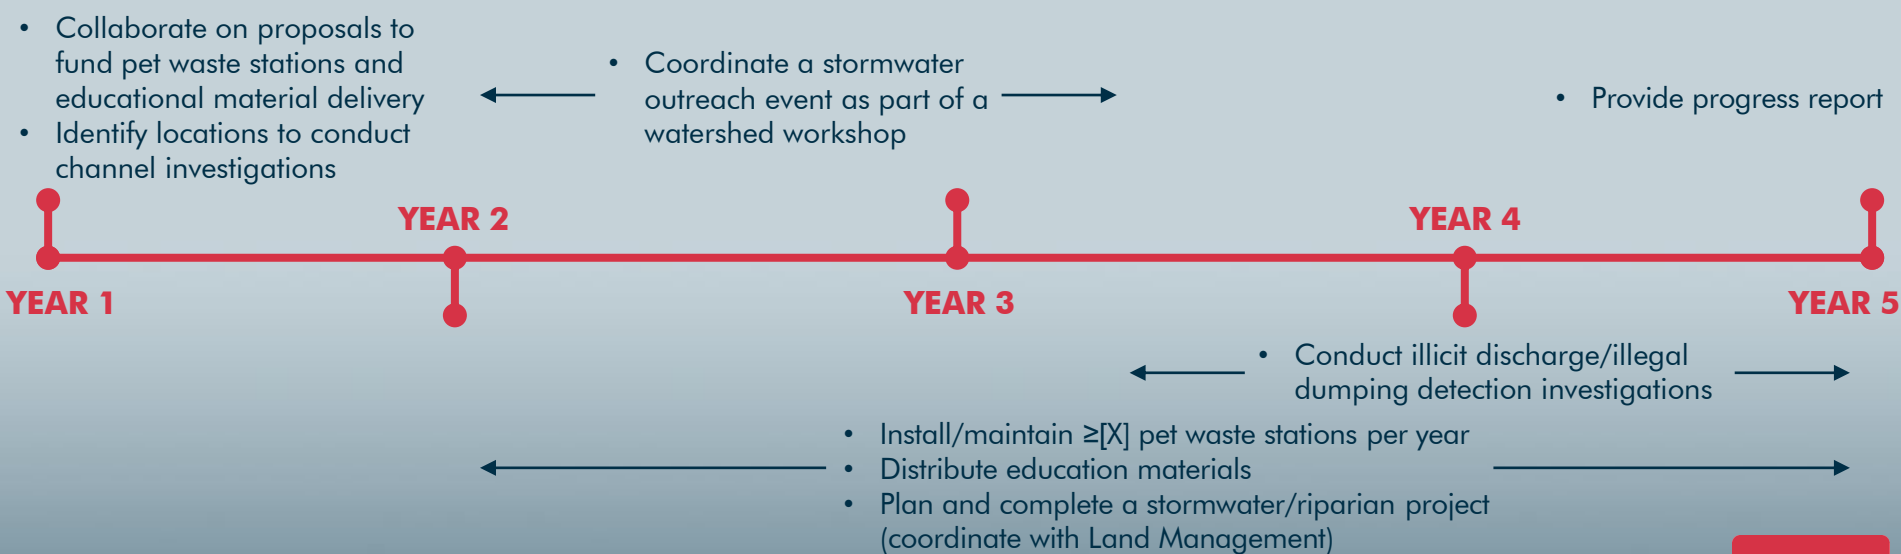 • Collaborate on proposals to
fund pet waste stations and
educational material delivery
• Identify locations to conduct
channel investigations
• Coordinate a stormwater
outreach event as part of a
watershed workshop
• Provide progress report
YEAR 1
YEAR 2
YEAR 3
YEAR 4
YEAR 5
• Conduct illicit discharge/illegal
dumping detection investigations
• Install/maintain ≥[X] pet waste stations per year
• Distribute education materials
• Plan and complete a stormwater/riparian project
(coordinate with Land Management)